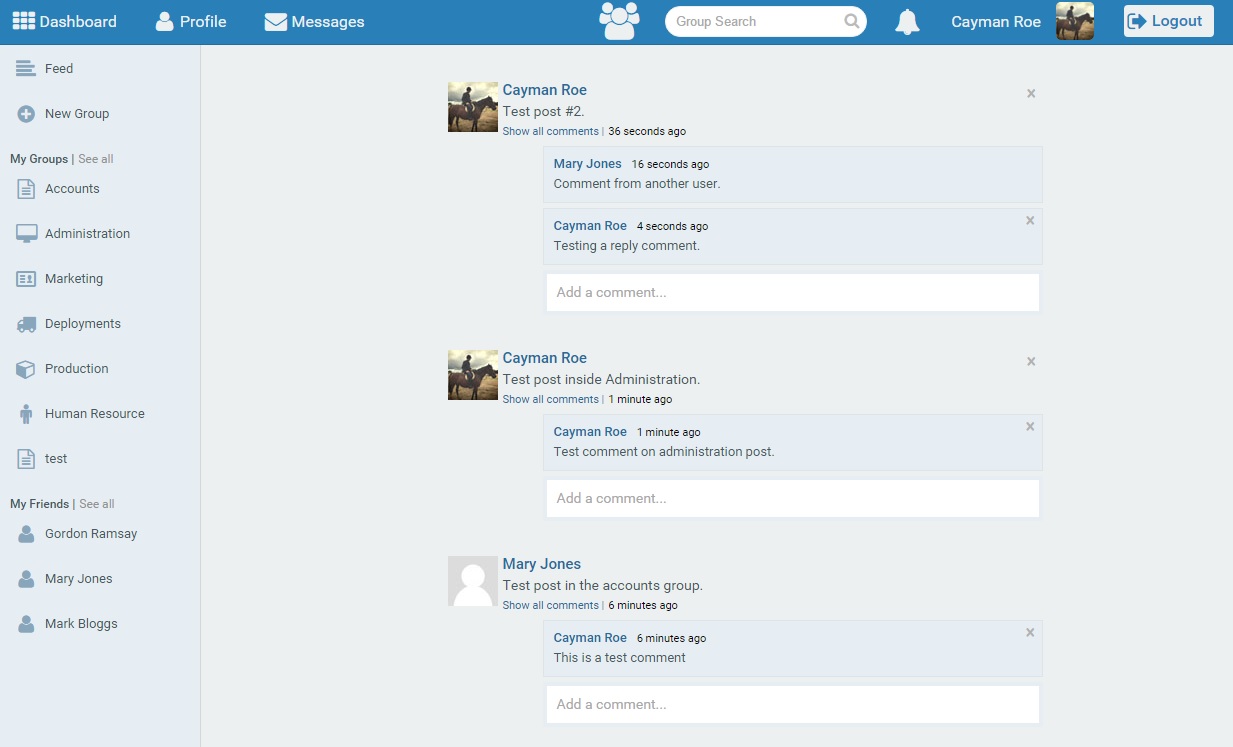 Dashboard Profile Messages Group Search Cayman Roe Logout
Feed
New Group
My Groups | See all
Accounts
Administration
Marketing
Deployments
Production
Human Resource
test
My Friends | See all
Gordon Ramsay
Mary Jones
Mark Bloggs
Cayman Roe x
Test post #2.
Show all comments | 36 seconds ago
Mary Jones 16 seconds ago
Comment from another user.
Cayman Roe 4 seconds ago x
Testing a reply comment.
Add a comment...
Cayman Roe x
Test post inside Administration.
Show all comments | 1 minute ago
Cayman Roe 1 minute ago x
Test comment on administration post.
Add a comment...
Mary Jones
Test post in the accounts group.
Show all comments | 6 minutes ago
Cayman Roe 6 minutes ago x
This is a test comment
Add a comment...